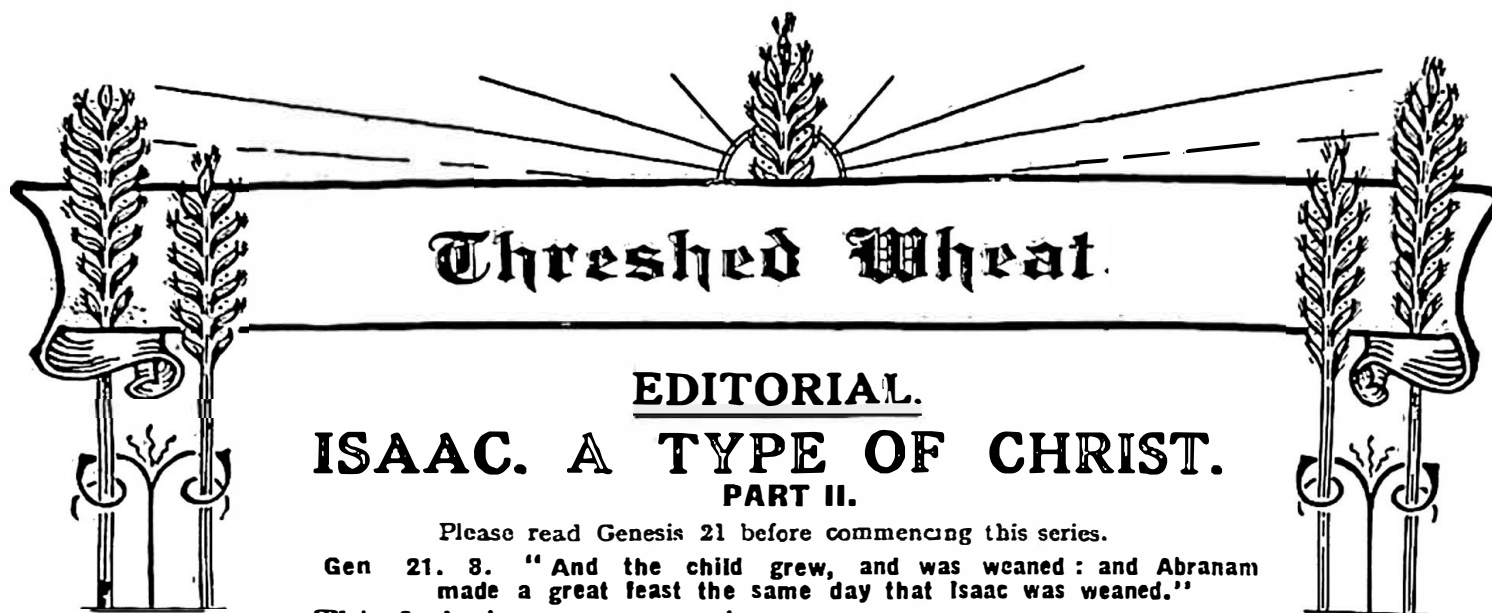 Threshed Wheat
EDITORIAL.
ISAAC. A TYPE OF CHRIST.
PART II.
Please read Genesis 21 before commencing this series.
Gen 21. 8. "And the child grew, and was weaned: and Abranam
made a great feast the same day that Isaac was weaned."